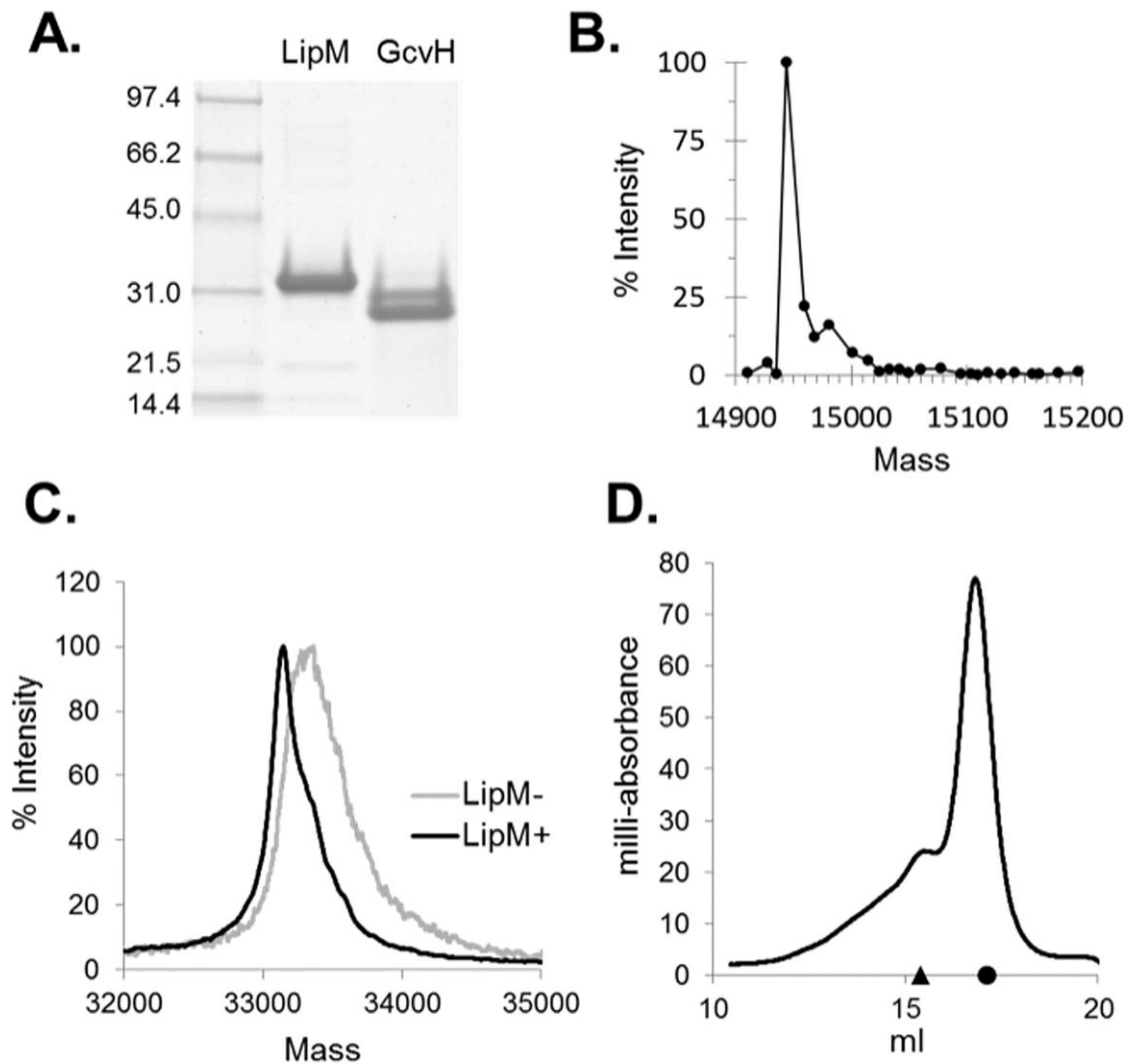 A.
LipM GcvH
97.4
66.2
45.0
31.0
21.5
14.4
B.
% Intensity
100
75
50
25
0
14900 15000 15100 15200
Mass
C.
% Intensity
120
100
80
60
40
20
0
LipM-
LipM+
32000 33000 34000 35000
Mass
D.
milli-absorbance
80
70
60
50
40
30
20
10
0
10 15 20
ml